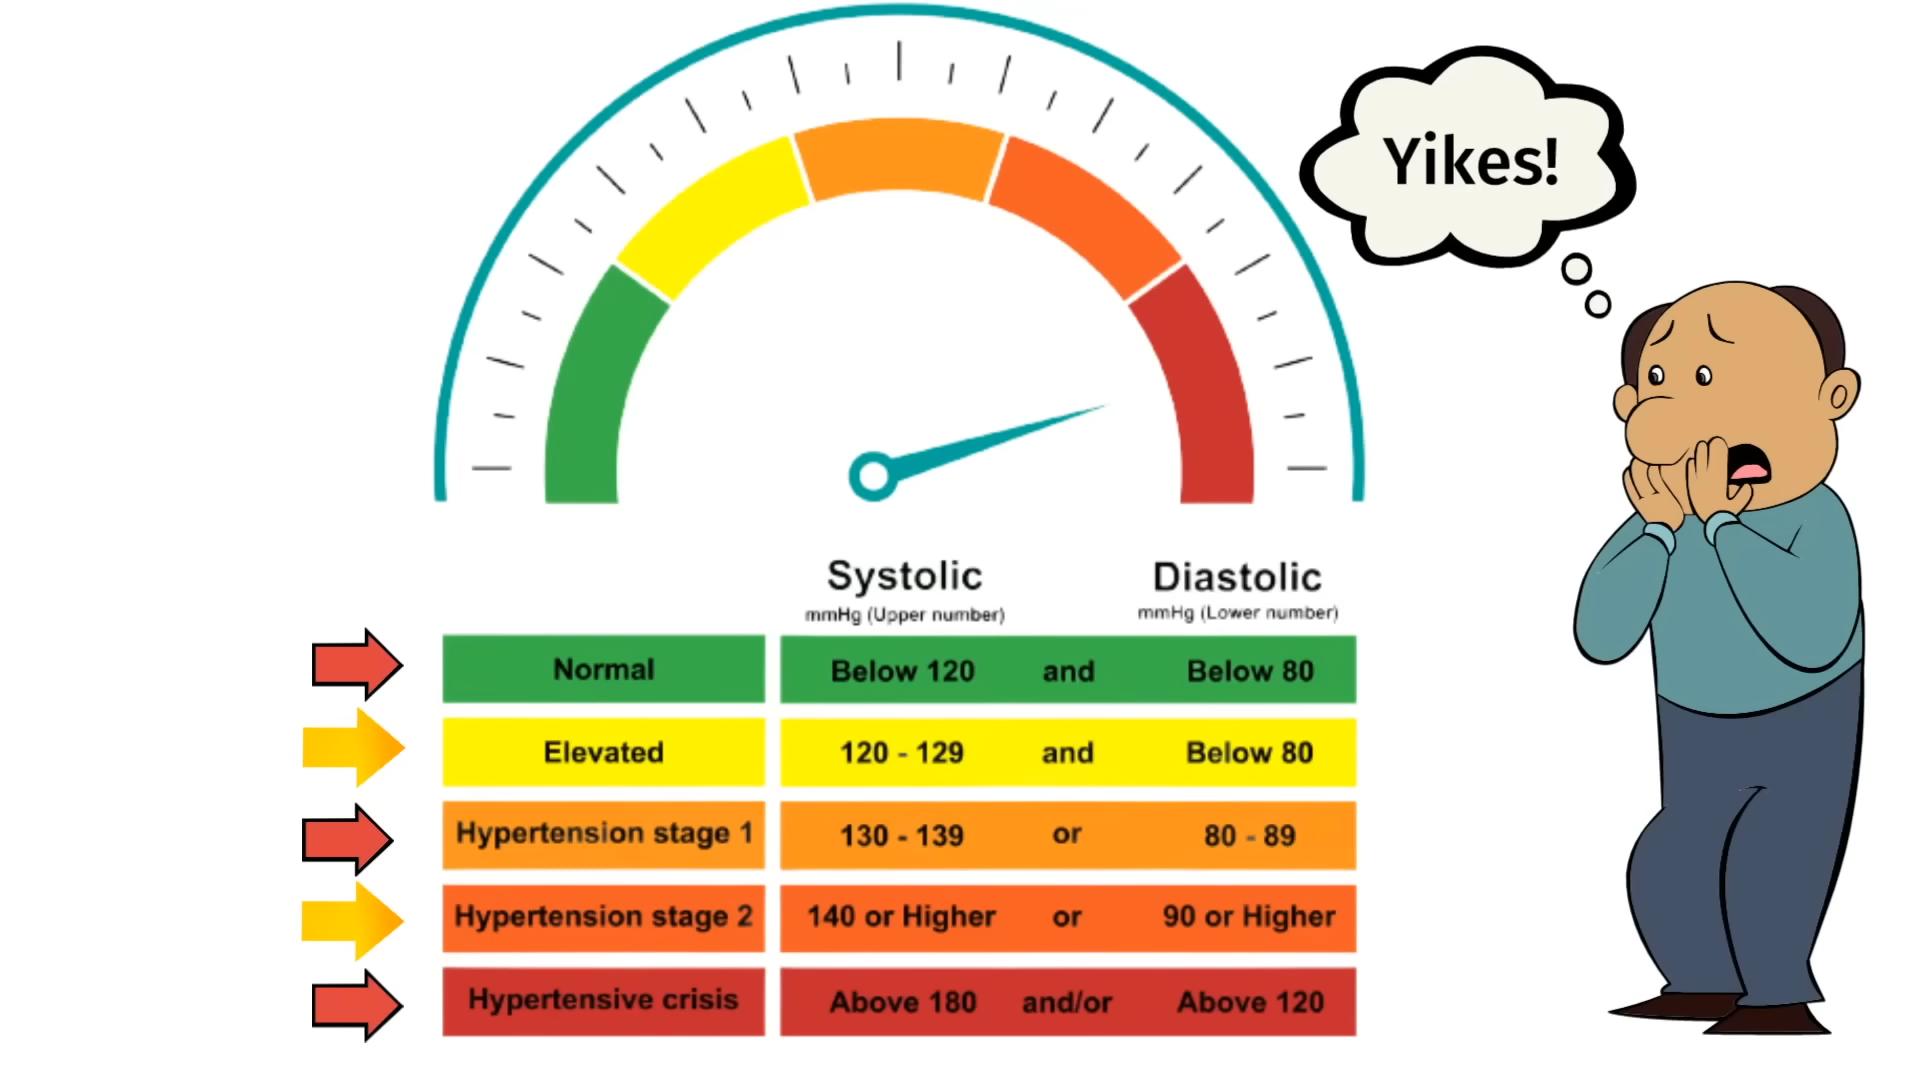 Yikes!
Systolic Diastolic
mmHg (Upper number) mmHg (Lower number)
Normal Below 120 and Below 80
Elevated 120 - 129 and Below 80
Hypertension stage 1 130 - 139 or 80 - 89
Hypertension stage 2 140 or Higher or 90 or Higher
Hypertensive crisis Above 180 and/or Above 120